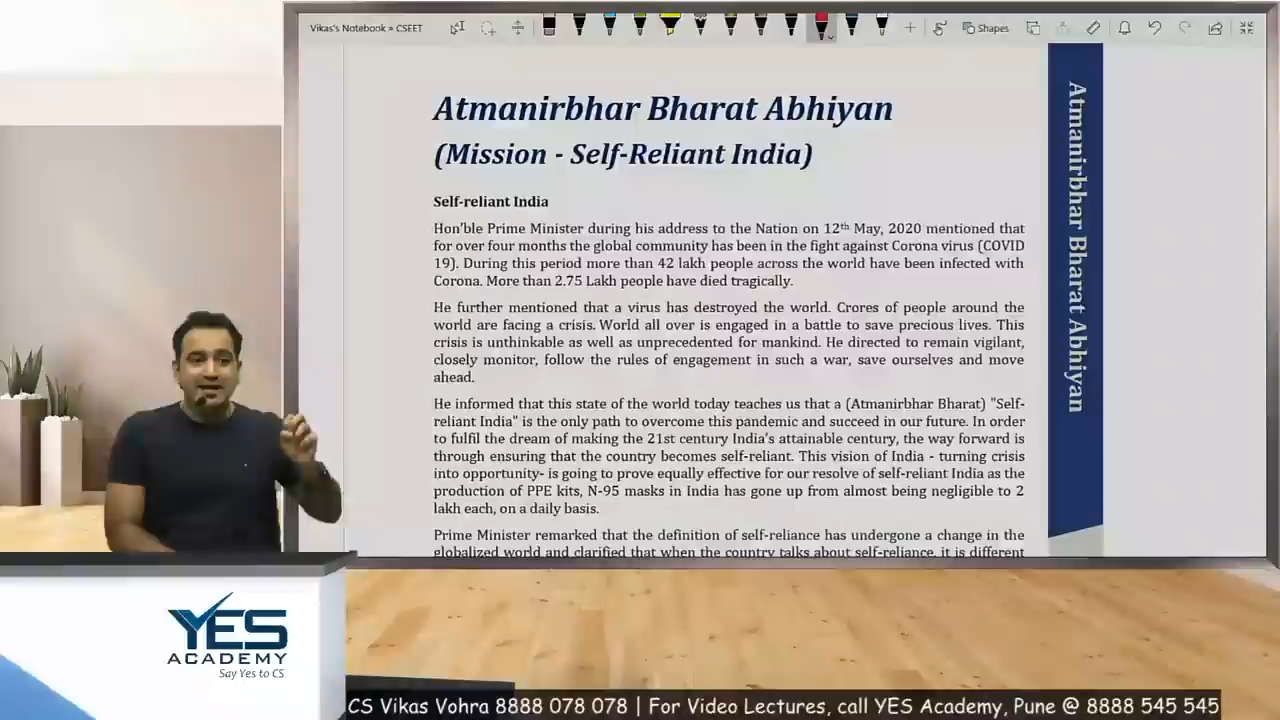 Vikas's Notebook » CSEET
Shapes
Atmanirbhar Bharat Abhiyan
(Mission - Self-Reliant India)
Self-reliant India
Hon'ble Prime Minister during his address to the Nation on 12th May, 2020 mentioned that
for over four months the global community has been in the fight against Corona virus (COVID
19). During this period more than 42 lakh people across the world have been infected with
Corona. More than 2.75 Lakh people have died tragically.
He further mentioned that a virus has destroyed the world. Crores of people around the
world are facing a crisis. World all over is engaged in a battle to save precious lives. This
crisis is unthinkable as well as unprecedented for mankind. He directed to remain vigilant,
closely monitor, follow the rules of engagement in such a war, save ourselves and move
ahead.
He informed that this state of the world today teaches us that a (Atmanirbhar Bharat) "Self-
reliant India" is the only path to overcome this pandemic and succeed in our future. In order
to fulfil the dream of making the 21st century India's attainable century, the way forward is
through ensuring that the country becomes self-reliant. This vision of India - turning crisis
into opportunity- is going to prove equally effective for our resolve of self-reliant India as the
production of PPE kits, N-95 masks in India has gone up from almost being negligible to 2
lakh each, on a daily basis.
Prime Minister remarked that the definition of self-reliance has undergone a change in the
globalized world and clarified that when the country talks about self-reliance, it is different
Atmanirbhar Bharat Abhiyan
YES
ACADEMY
Say Yes to CS
CS Vikas Vohra 8888 078 078 | For Video Lectures, call YES Academy, Pune @ 8888 545 545